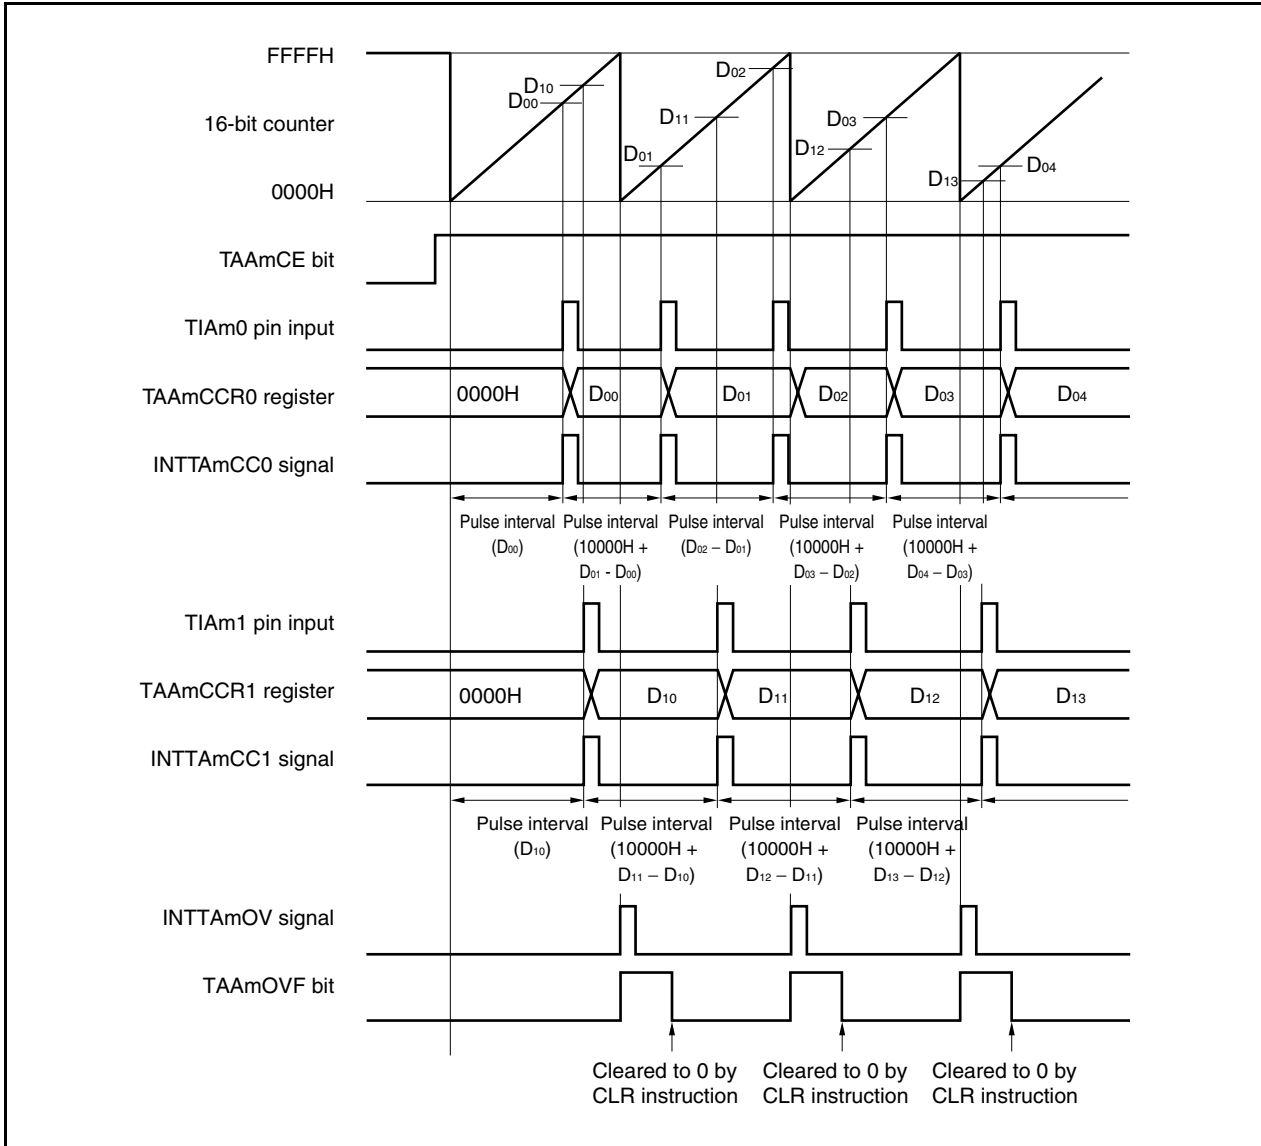 FFFFH
D10
D00
D02
16-bit counter
D11
D03
D12
D01
D04
D13
0000H
TAAmCE bit
TIAm0 pin input
TAAmCCR0 register
0000H
D00
D01
D02
D03
D04
INTTAmCC0 signal
Pulse interval
(D00)
Pulse interval
(10000H +
D01 - D00)
Pulse interval
(D02 – D01)
Pulse interval
(10000H +
D03 – D02)
Pulse interval
(10000H +
D04 – D03)
TIAm1 pin input
TAAmCCR1 register
0000H
D10
D11
D12
D13
INTTAmCC1 signal
Pulse interval
(D10)
Pulse interval
(10000H +
D11 – D10)
Pulse interval
(10000H +
D12 – D11)
Pulse interval
(10000H +
D13 – D12)
INTTAmOV signal
TAAmOVF bit
Cleared to 0 by
CLR instruction
Cleared to 0 by
CLR instruction
Cleared to 0 by
CLR instruction